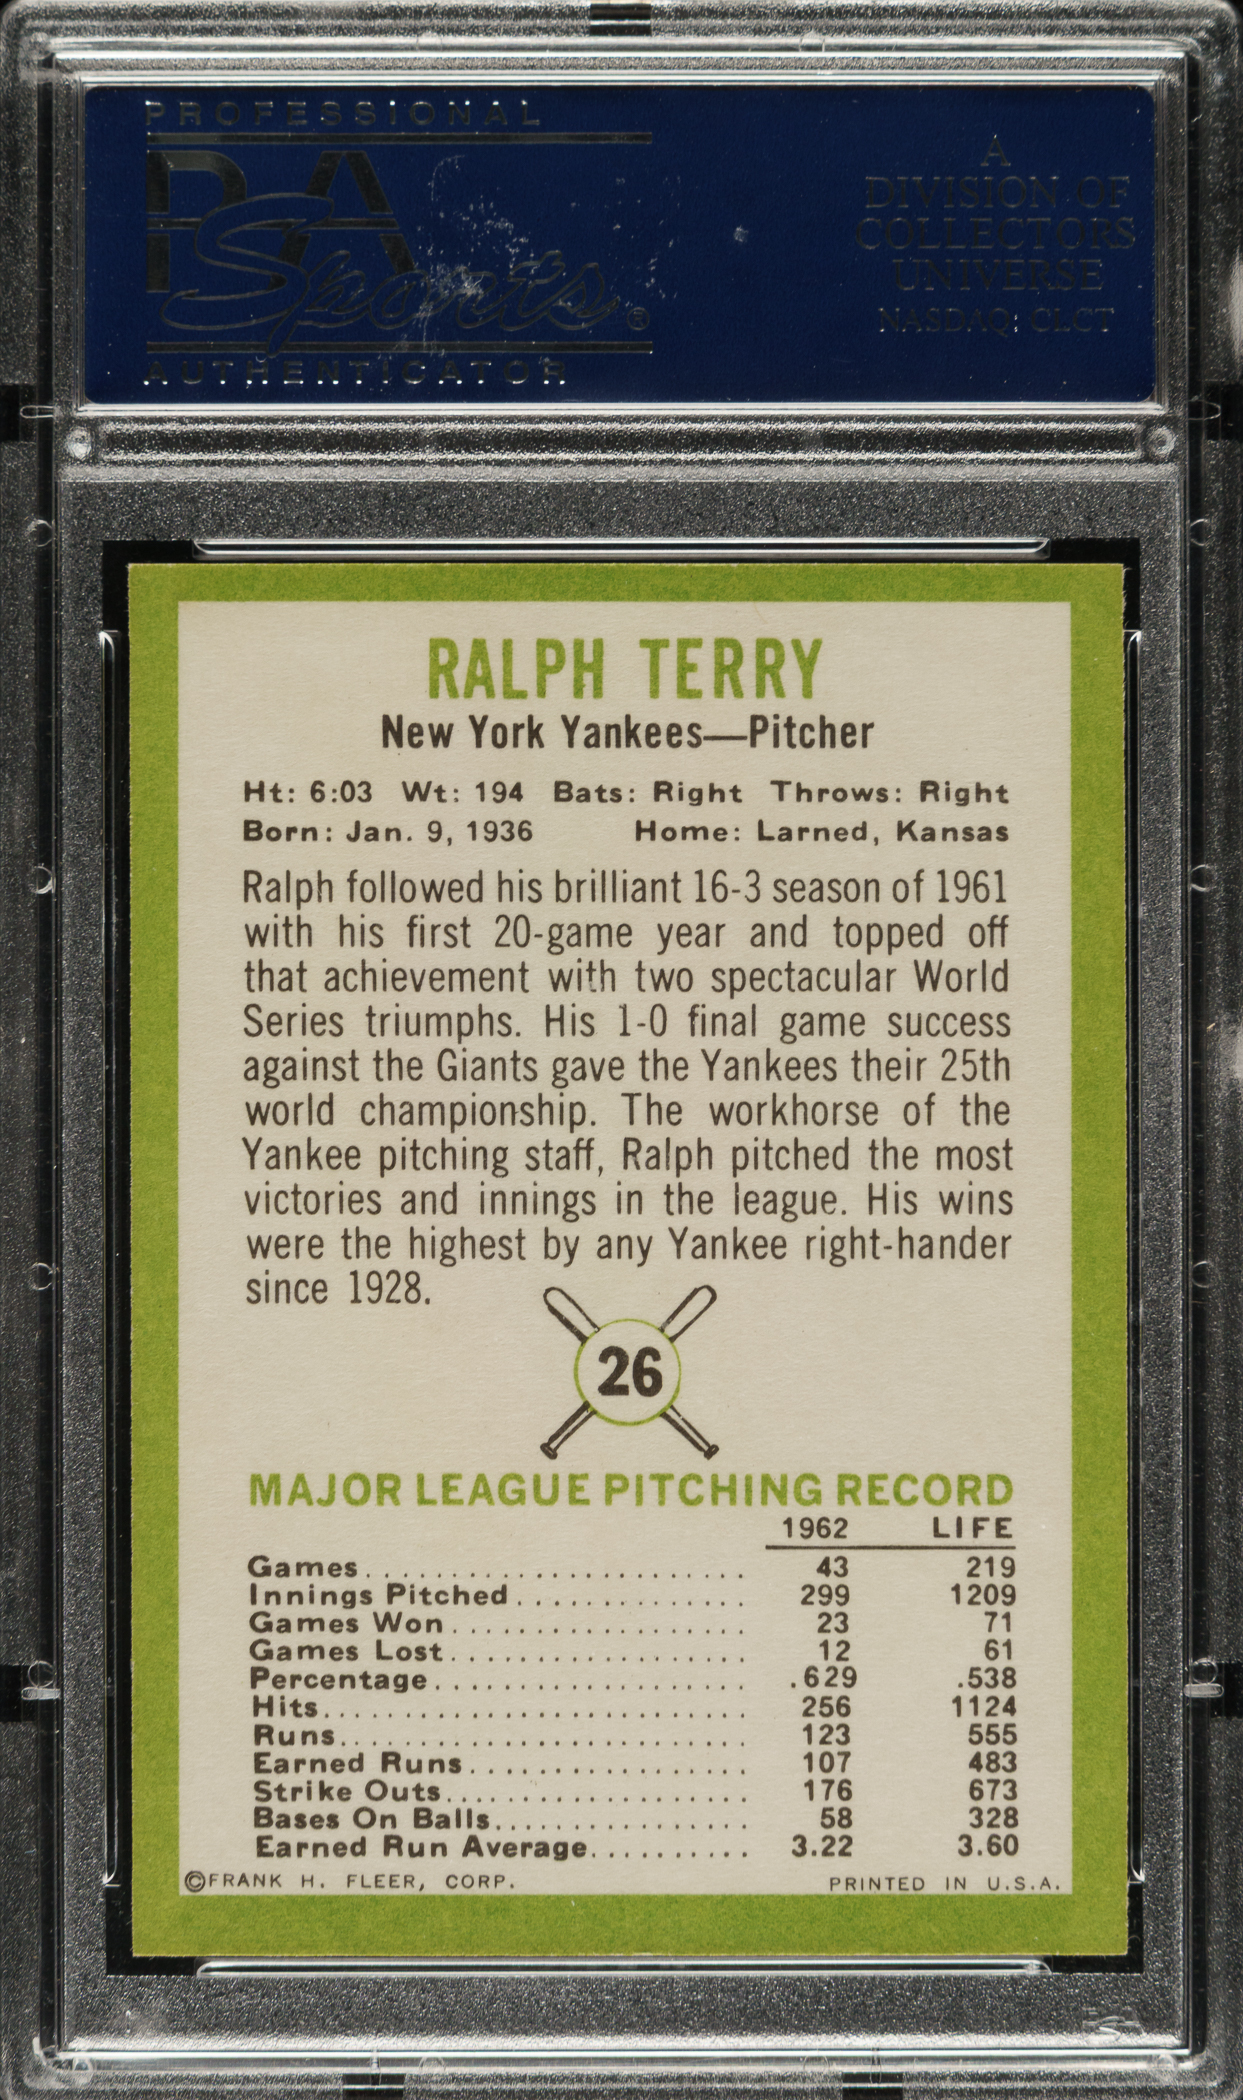 PROFESSIONAL
PSA
Sports®
AUTHENTICATOR
A
DIVISION OF
COLLECTORS
UNIVERSE
NASDAQ: CLCT
RALPH TERRY
New York Yankees—Pitcher
Ht: 6:03 Wt: 194 Bats: Right Throws: Right
Born: Jan. 9, 1936 Home: Larned, Kansas
Ralph followed his brilliant 16-3 season of 1961
with his first 20-game year and topped off
that achievement with two spectacular World
Series triumphs. His 1-0 final game success
against the Giants gave the Yankees their 25th
world championship. The workhorse of the
Yankee pitching staff, Ralph pitched the most
victories and innings in the league. His wins
were the highest by any Yankee right-hander
since 1928.
26
MAJOR LEAGUE PITCHING RECORD
1962 LIFE
Games....................... 43 219
Innings Pitched.............. 299 1209
Games Won................... 23 71
Games Lost................... 12 61
Percentage.................... .629 .538
Hits.......................... 256 1124
Runs......................... 123 555
Earned Runs.................. 107 483
Strike Outs.................... 176 673
Bases On Balls................. 58 328
Earned Run Average.......... 3.22 3.60
©FRANK H. FLEER, CORP. PRINTED IN U.S.A.